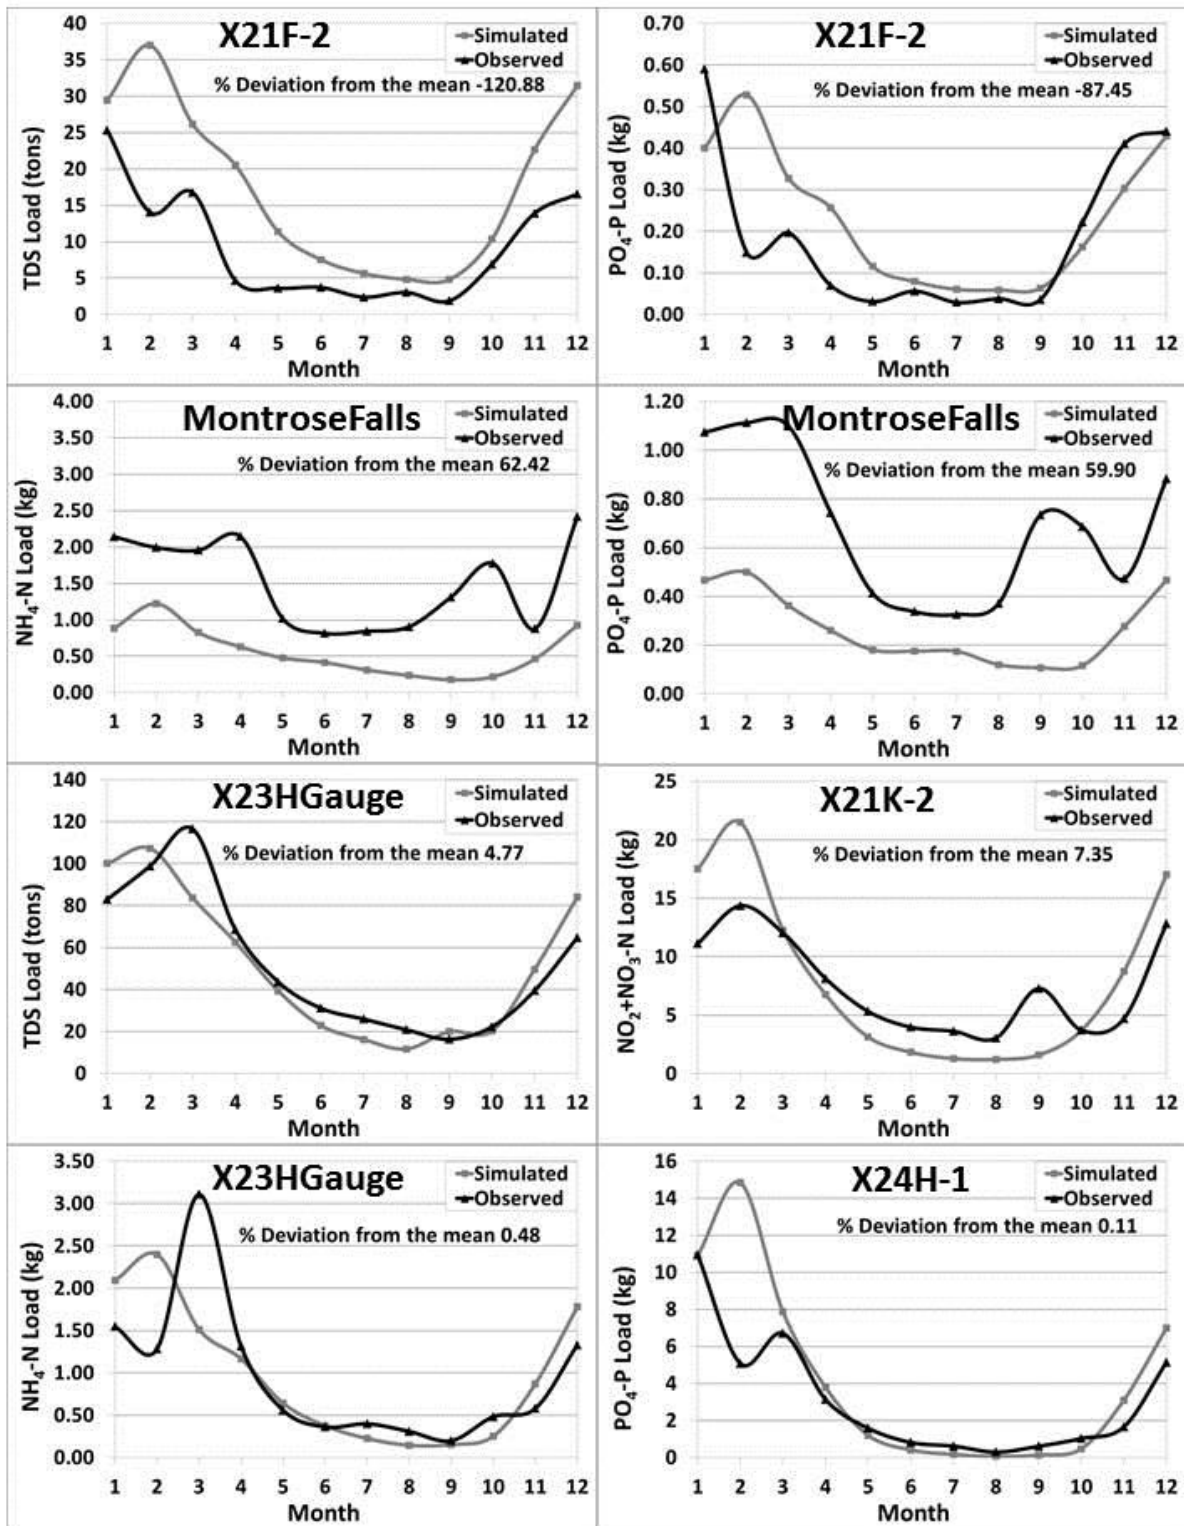 X21F-2
Simulated
Observed
% Deviation from the mean -120.88
TDS Load (tons)
40
35
30
25
20
15
10
5
0
1 2 3 4 5 6 7 8 9 10 11 12
Month
X21F-2
Simulated
Observed
% Deviation from the mean -87.45
PO₄-P Load (kg)
0.70
0.60
0.50
0.40
0.30
0.20
0.10
0.00
1 2 3 4 5 6 7 8 9 10 11 12
Month
MontroseFalls
Simulated
Observed
% Deviation from the mean 62.42
NH₄-N Load (kg)
4.00
3.50
3.00
2.50
2.00
1.50
1.00
0.50
0.00
1 2 3 4 5 6 7 8 9 10 11 12
Month
MontroseFalls
Simulated
Observed
% Deviation from the mean 59.90
PO₄-P Load (kg)
1.20
1.00
0.80
0.60
0.40
0.20
0.00
1 2 3 4 5 6 7 8 9 10 11 12
Month
X23HGauge
Simulated
Observed
% Deviation from the mean 4.77
TDS Load (tons)
140
120
100
80
60
40
20
0
1 2 3 4 5 6 7 8 9 10 11 12
Month
X21K-2
Simulated
Observed
% Deviation from the mean 7.35
NO₂+NO₃-N Load (kg)
25
20
15
10
5
0
1 2 3 4 5 6 7 8 9 10 11 12
Month
X23HGauge
Simulated
Observed
% Deviation from the mean 0.48
NH₄-N Load (kg)
3.50
3.00
2.50
2.00
1.50
1.00
0.50
0.00
1 2 3 4 5 6 7 8 9 10 11 12
Month
X24H-1
Simulated
Observed
% Deviation from the mean 0.11
PO₄-P Load (kg)
16
14
12
10
8
6
4
2
0
1 2 3 4 5 6 7 8 9 10 11 12
Month